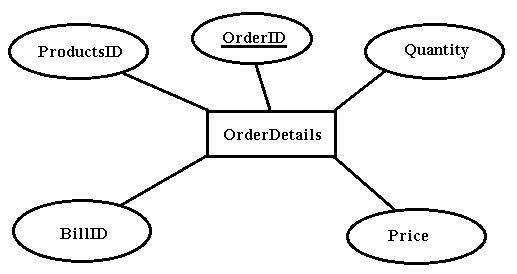 ProductsID
OrderID
Quantity
OrderDetails
BillID
Price